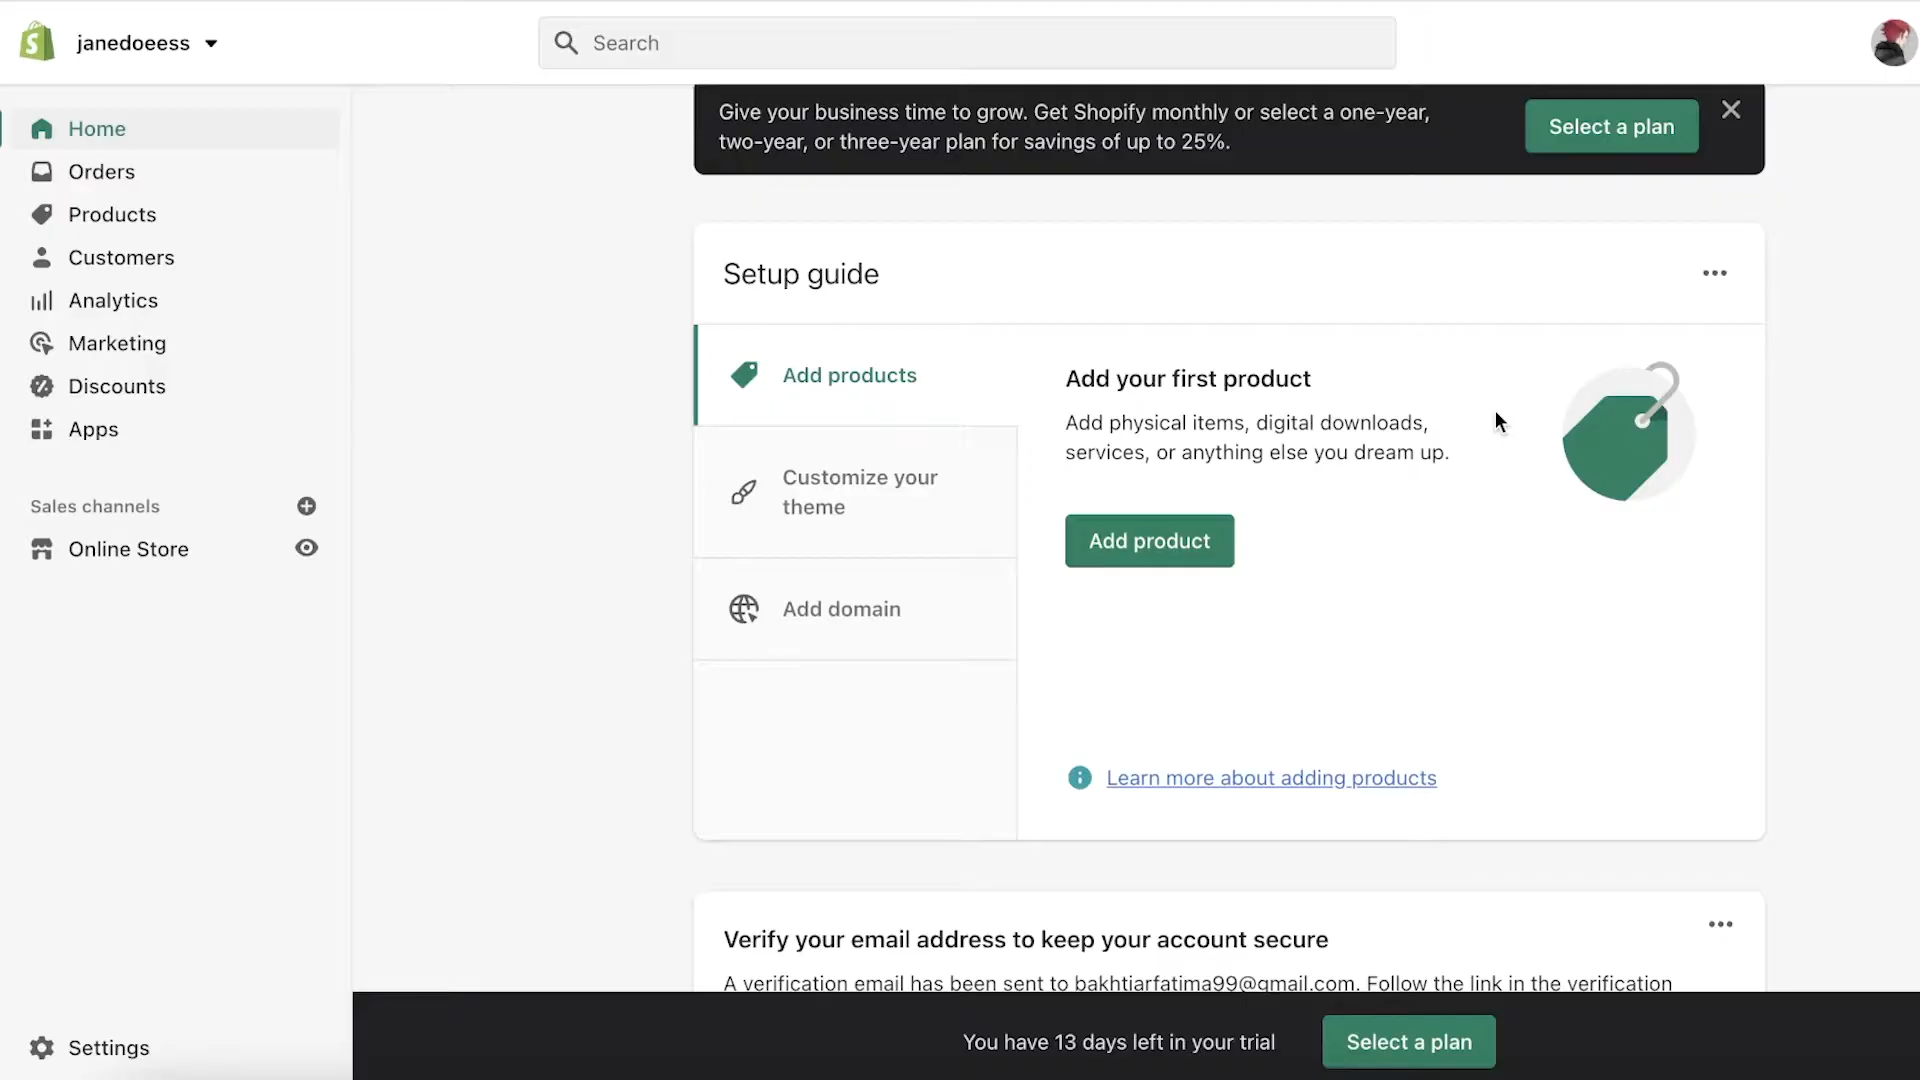 janedoeess
Search
Home
Orders
Products
Customers
Analytics
Marketing
Discounts
Apps
Sales channels
Online Store
Settings
Give your business time to grow. Get Shopify monthly or select a one-year,
two-year, or three-year plan for savings of up to 25%.
Select a plan
Setup guide
Add products
Customize your
theme
Add domain
Add your first product
Add physical items, digital downloads,
services, or anything else you dream up.
Add product
Learn more about adding products
Verify your email address to keep your account secure
A verification email has been sent to bakhtiarfatima99@gmail.com. Follow the link in the verification
You have 13 days left in your trial
Select a plan